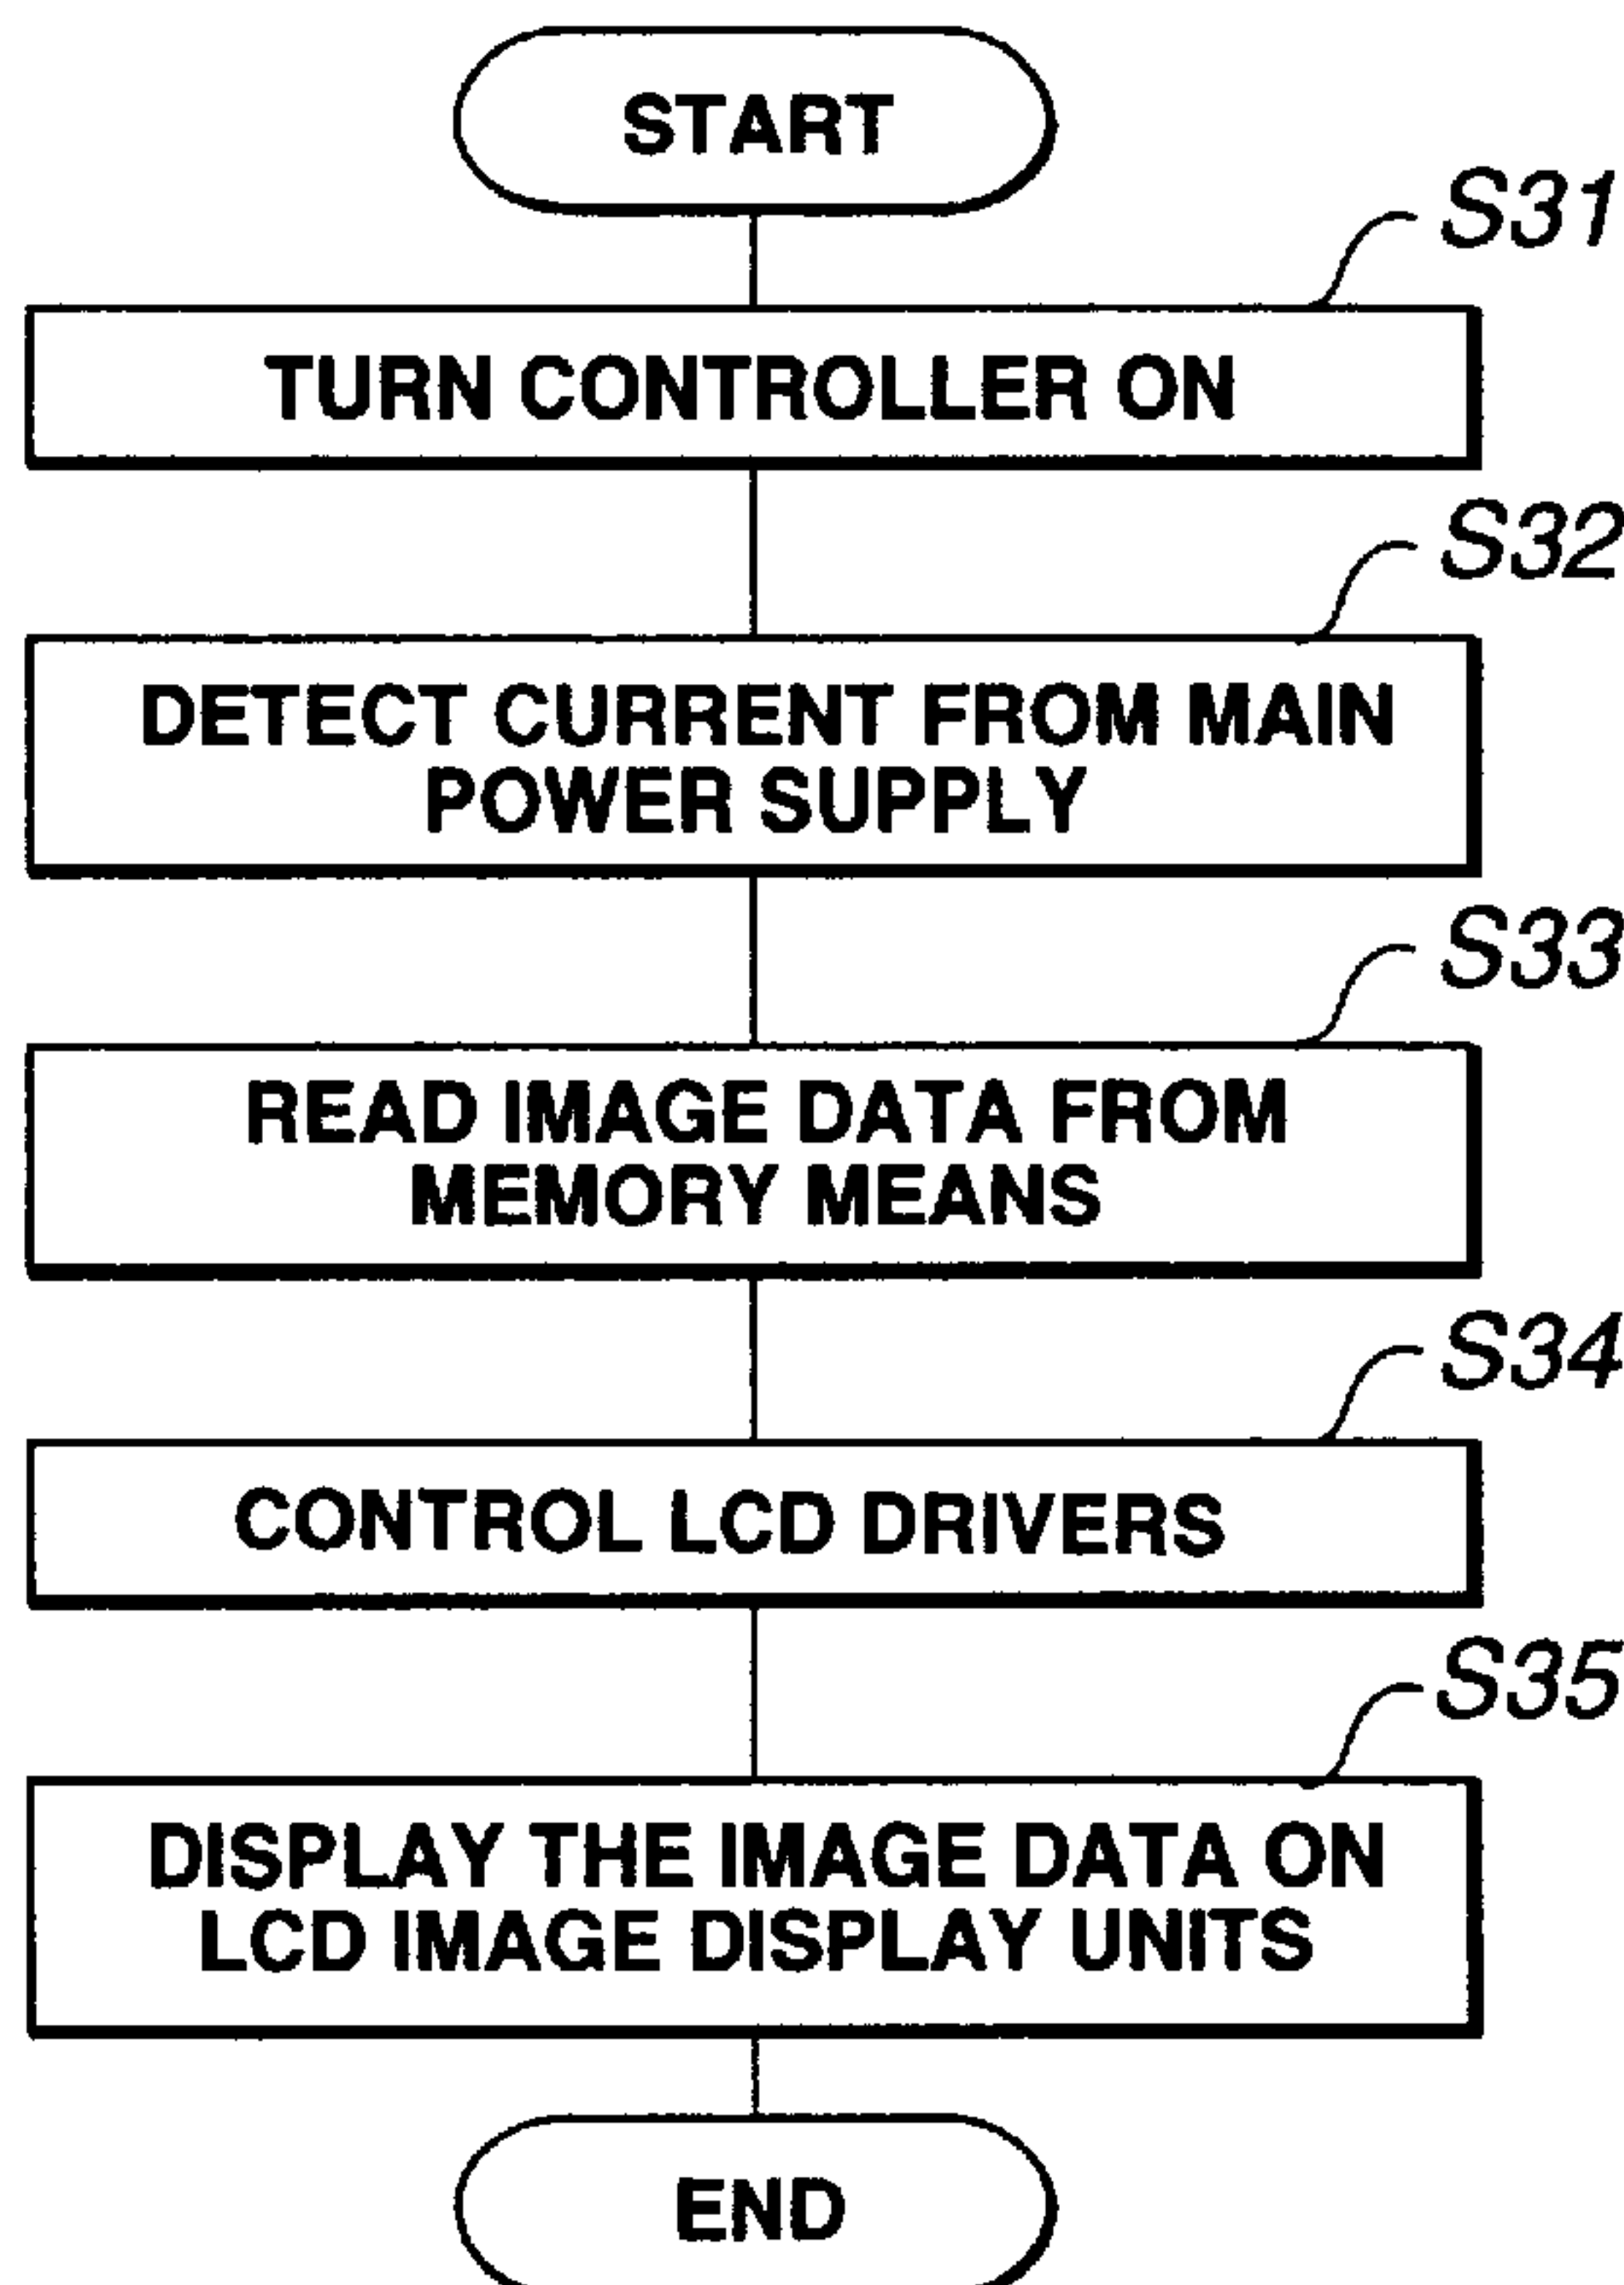 START
S31
TURN CONTROLLER ON
S32
DETECT CURRENT FROM MAIN
POWER SUPPLY
S33
READ IMAGE DATA FROM
MEMORY MEANS
S34
CONTROL LCD DRIVERS
S35
DISPLAY THE IMAGE DATA ON
LCD IMAGE DISPLAY UNITS
END